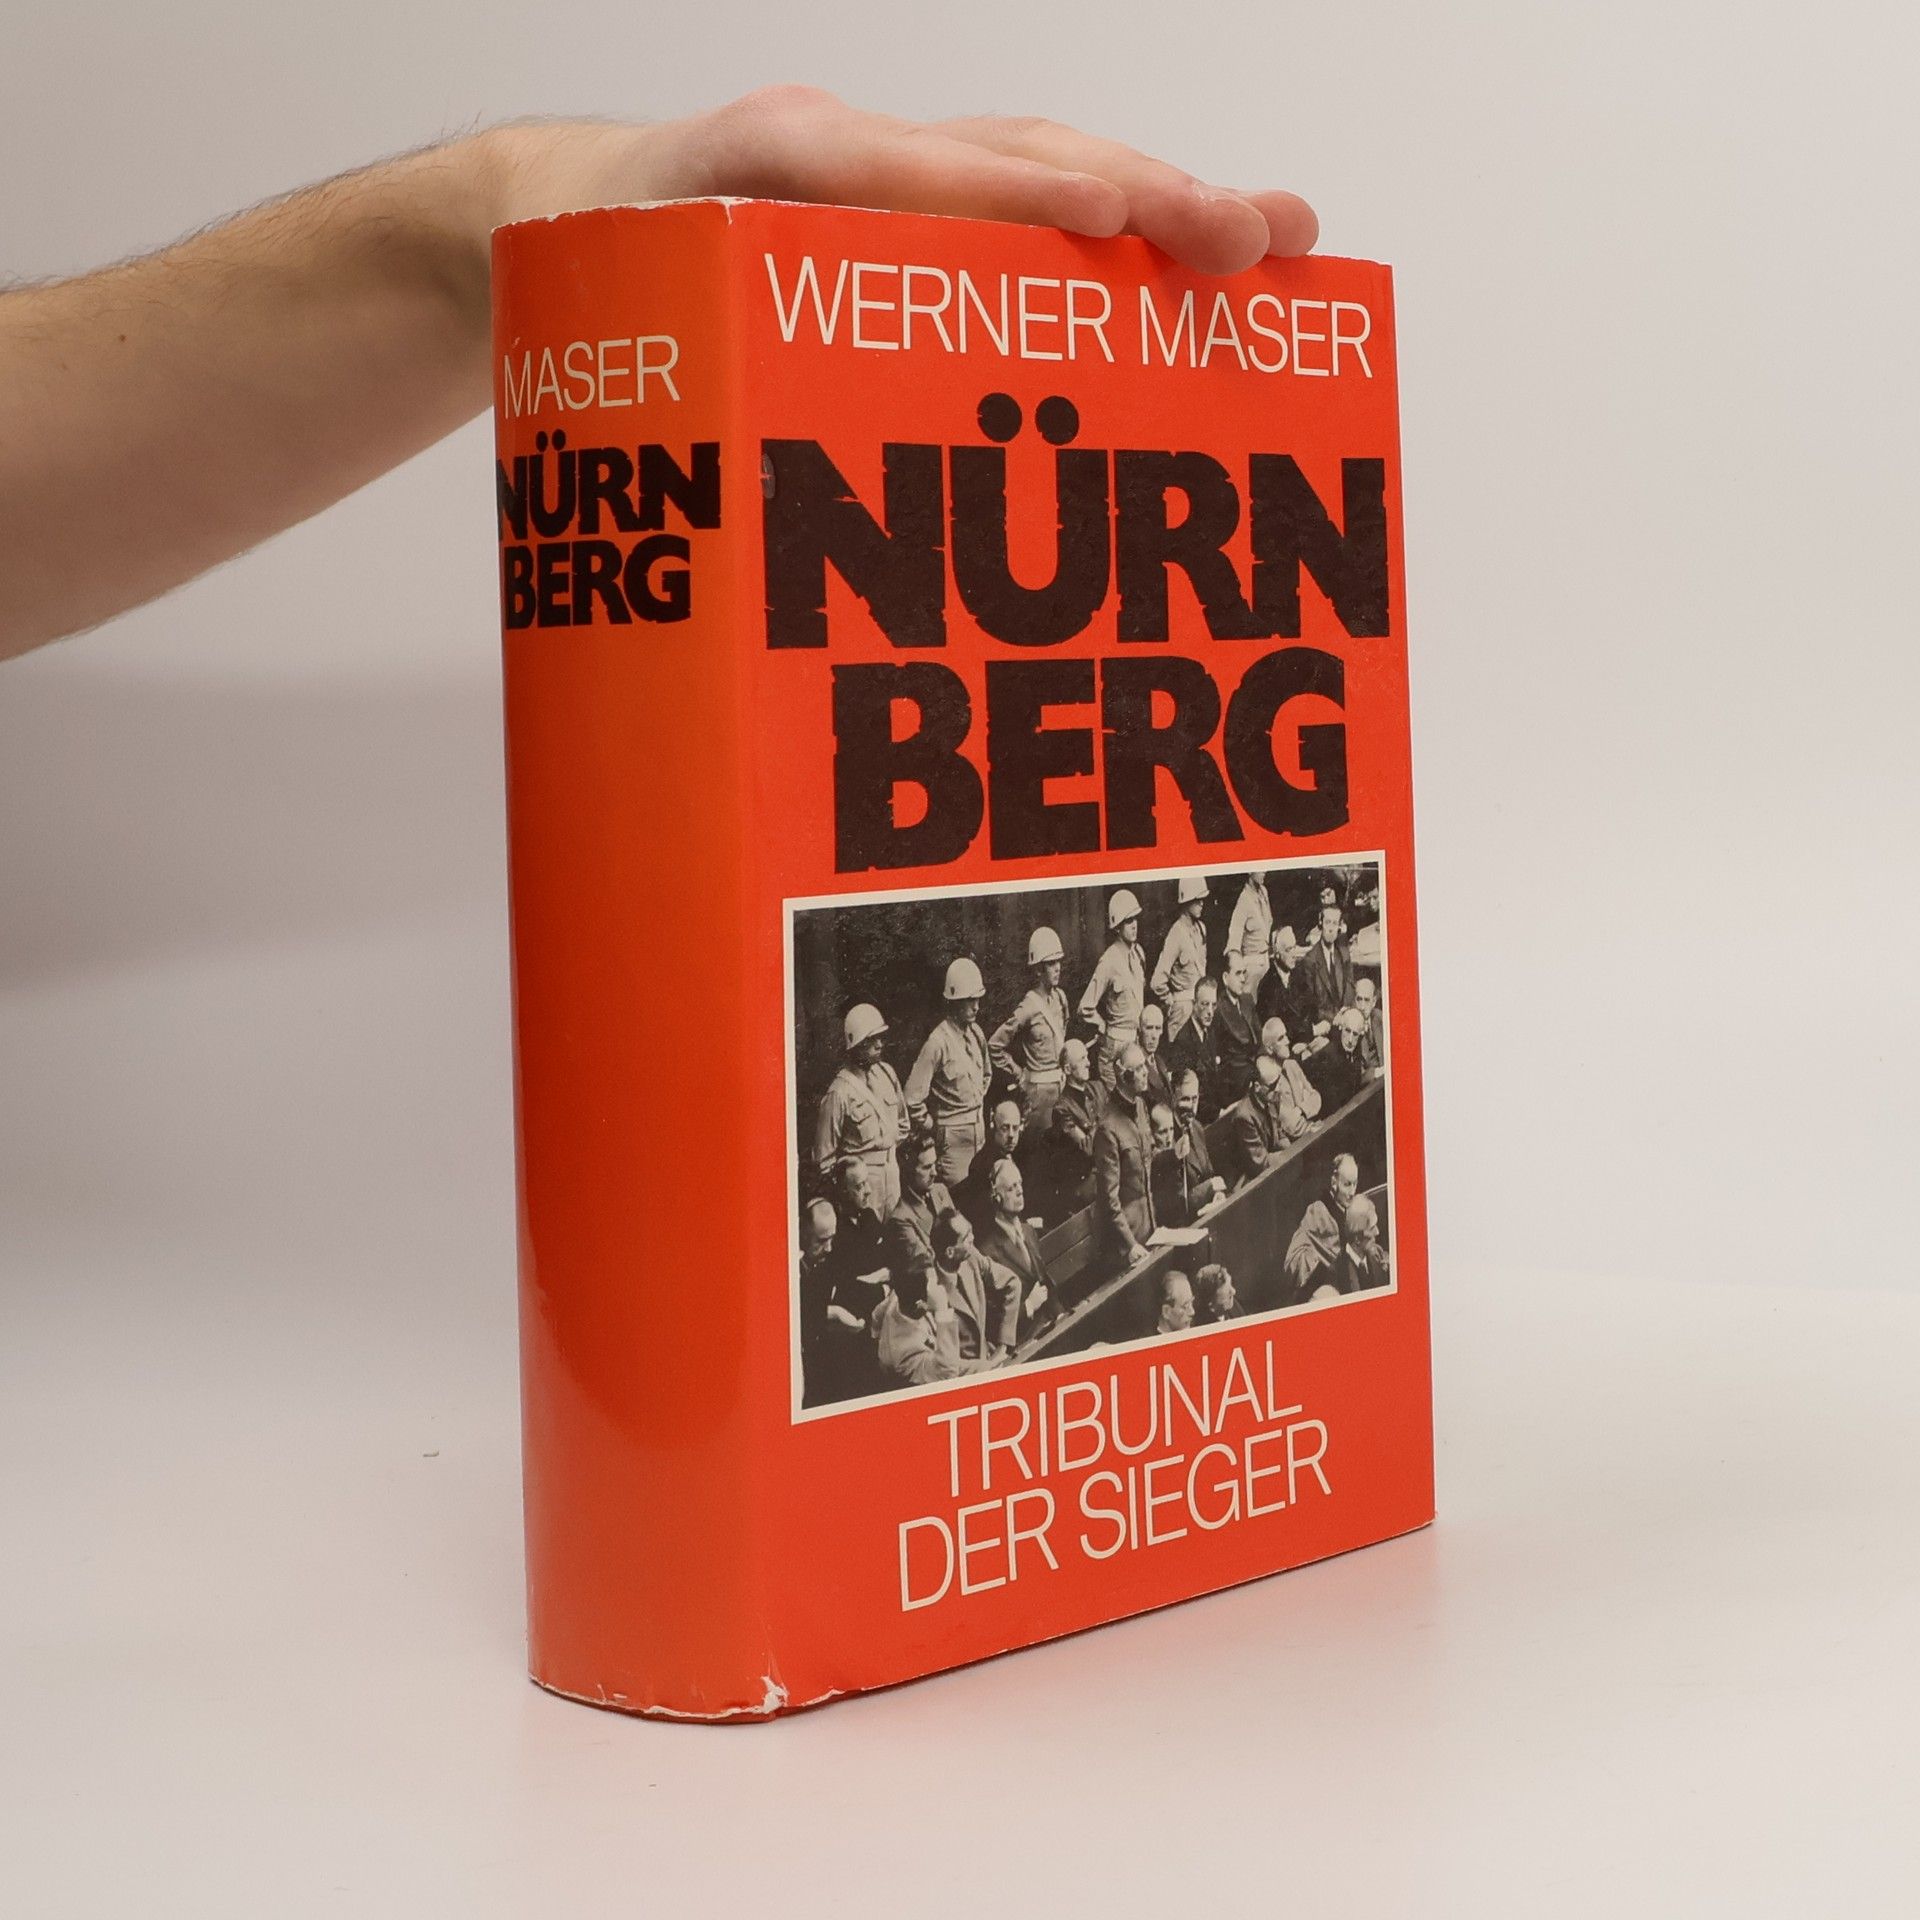 MASER
NÜRN
BERG
WERNER MASER
NÜRN
BERG
TRIBUNAL
DER SIEGER